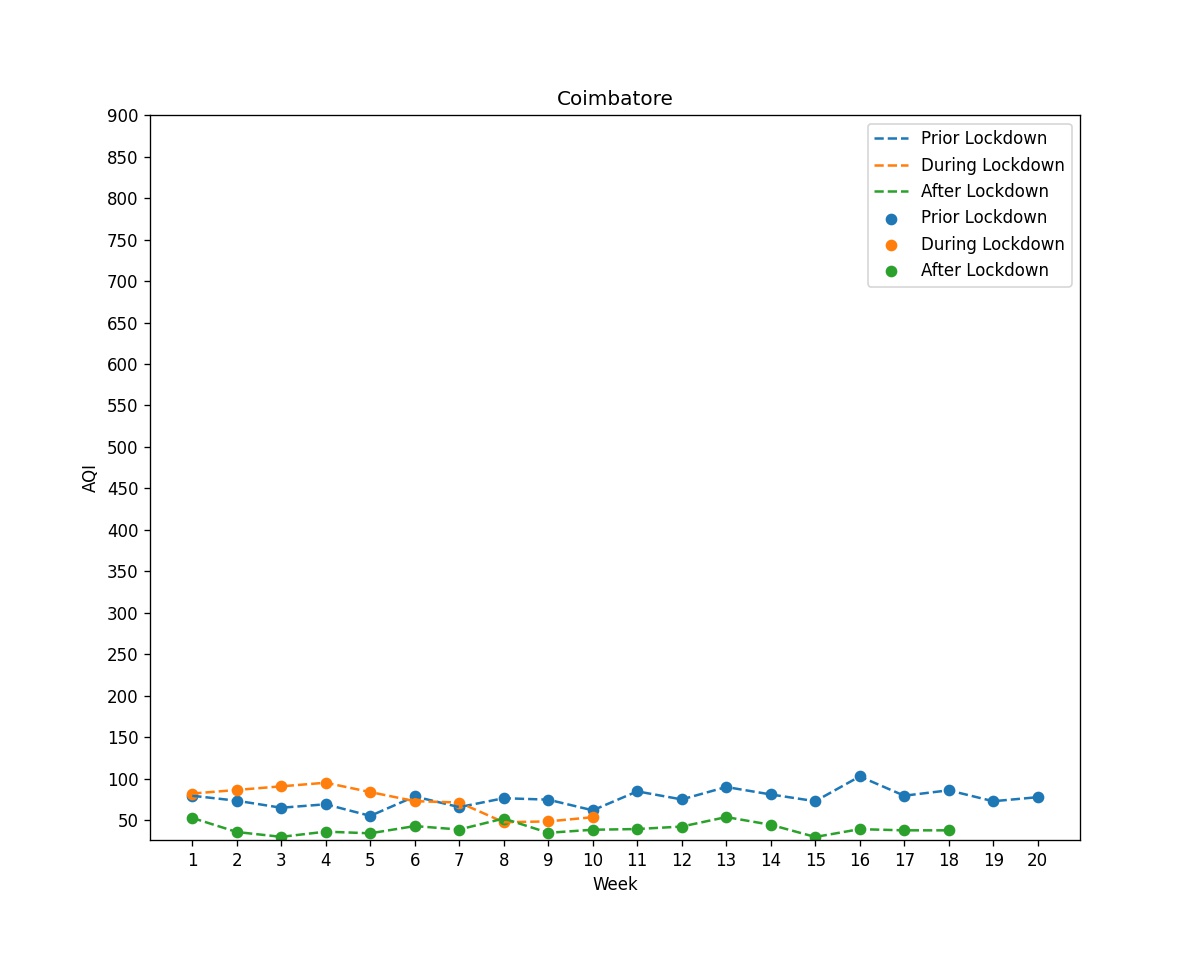 Coimbatore
900
850
800
750
700
650
600
550
500
450
400
350
300
250
200
150
100
50
AQI
Prior Lockdown
During Lockdown
After Lockdown
Prior Lockdown
During Lockdown
After Lockdown
1 2 3 4 5 6 7 8 9 10 11 12 13 14 15 16 17 18 19 20
Week